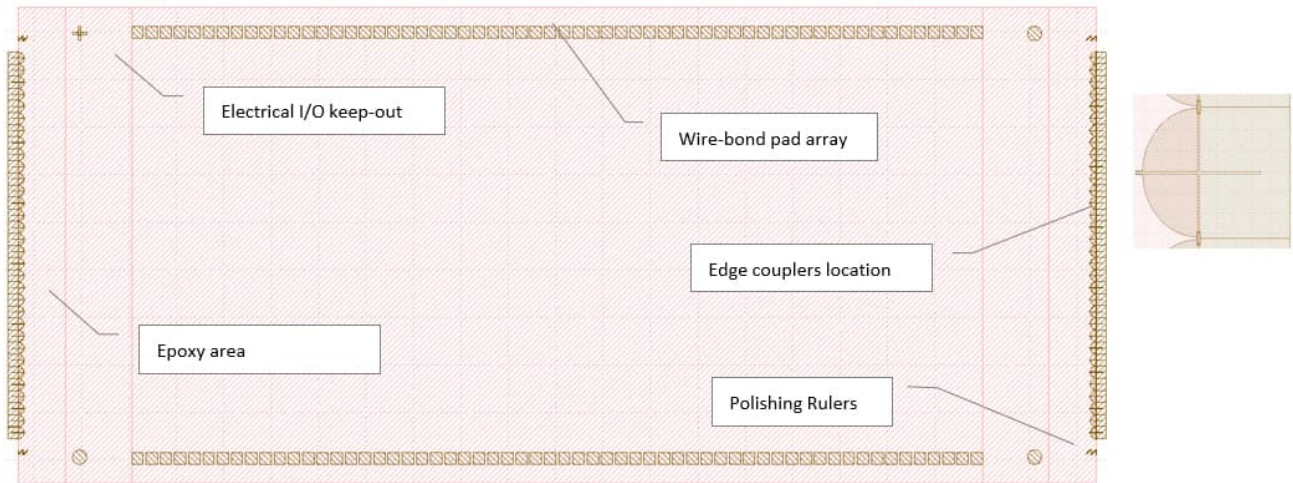 Electrical I/O keep-out
Wire-bond pad array
Edge couplers location
Epoxy area
Polishing Rulers